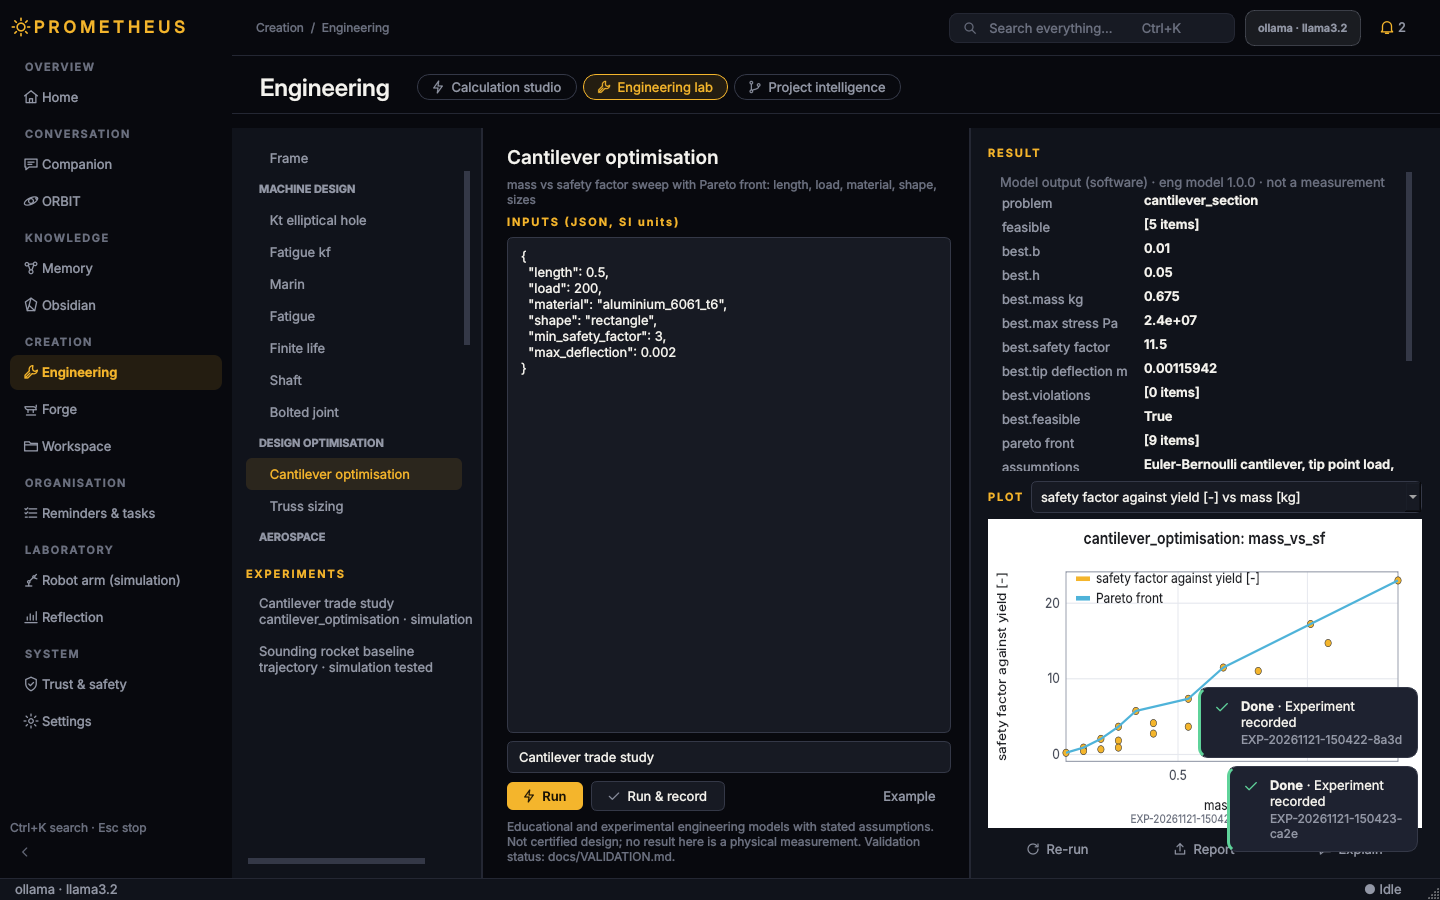 PROMETHEUS
OVERVIEW
Home
CONVERSATION
Companion
ORBIT
KNOWLEDGE
Memory
Obsidian
CREATION
Engineering
Forge
Workspace
ORGANISATION
Reminders & tasks
LABORATORY
Robot arm (simulation)
Reflection
SYSTEM
Trust & safety
Settings
Ctrl+K search · Esc stop
Creation / Engineering
Search everything... Ctrl+K
ollama · llama3.2
2
Engineering
Calculation studio
Engineering lab
Project intelligence
Frame
MACHINE DESIGN
Kt elliptical hole
Fatigue kf
Marin
Fatigue
Finite life
Shaft
Bolted joint
DESIGN OPTIMISATION
Cantilever optimisation
Truss sizing
AEROSPACE
EXPERIMENTS
Cantilever trade study
cantilever_optimisation · simulation
Sounding rocket baseline
trajectory · simulation tested
Cantilever optimisation
mass vs safety factor sweep with Pareto front: length, load, material, shape,
sizes
INPUTS (JSON, SI units)
{
"length": 0.5,
"load": 200,
"material": "aluminium_6061_t6",
"shape": "rectangle",
"min_safety_factor": 3,
"max_deflection": 0.002
}
Cantilever trade study
Run
Run & record
Example
Educational and experimental engineering models with stated assumptions.
Not certified design; no result here is a physical measurement. Validation
status: docs/VALIDATION.md.
RESULT
Model output (software) · eng model 1.0.0 · not a measurement
problem cantilever_section
feasible [5 items]
best.b 0.01
best.h 0.05
best.mass kg 0.675
best.max stress Pa 2.4e+07
best.safety factor 11.5
best.tip deflection m 0.00115942
best.violations [0 items]
best.feasible True
pareto front [9 items]
assumptions Euler-Bernoulli cantilever, tip point load,
PLOT safety factor against yield [-] vs mass [kg]
cantilever_optimisation: mass_vs_sf
safety factor against yield [-]
Pareto front
safety factor against yield [-]
20
10
0
0.5
mas
EXP-20261121-15042
Done · Experiment
recorded
EXP-20261121-150422-8a3d
Done · Experiment
recorded
EXP-20261121-150423-
ca2e
Re-run
Report
Explain
ollama · llama3.2
Idle